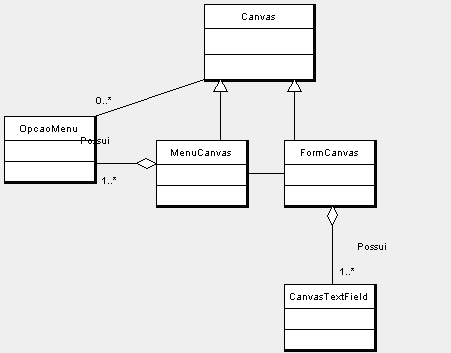 Canvas
0..*
OpcaoMenu
Possui
MenuCanvas
FormCanvas
1..*
Possui
1..*
CanvasTextField